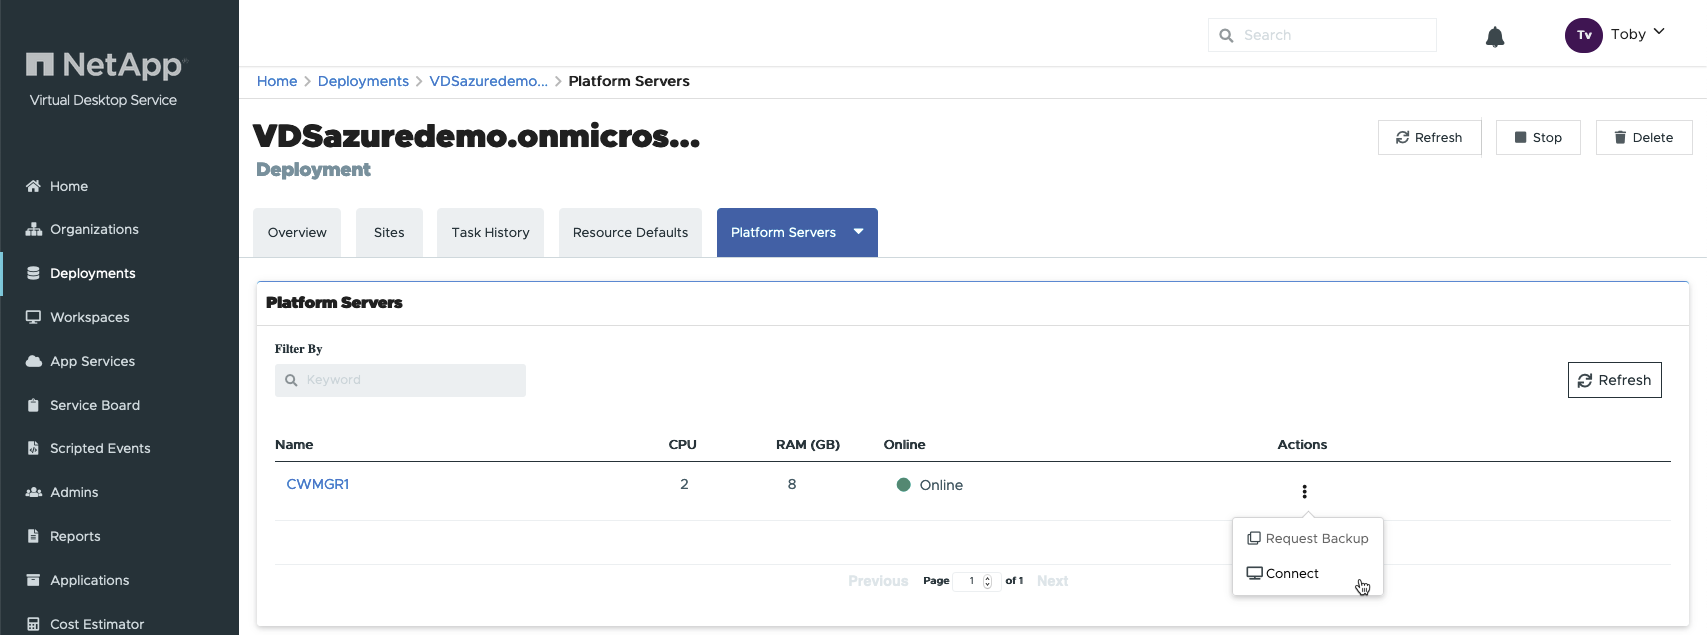 NetApp
Virtual Desktop Service
Home
Organizations
Deployments
Workspaces
App Services
Service Board
Scripted Events
Admins
Reports
Applications
Cost Estimator
Search
Tv Toby
Home > Deployments > VDSazuredemo... > Platform Servers
VDSazuredemo.onmicros...
Deployment
Refresh Stop Delete
Overview Sites Task History Resource Defaults Platform Servers
Platform Servers
Filter By
Keyword
Refresh
Name CPU RAM (GB) Online Actions
CWMGR1 2 8 Online
Request Backup
Connect
Previous Page 1 of 1 Next